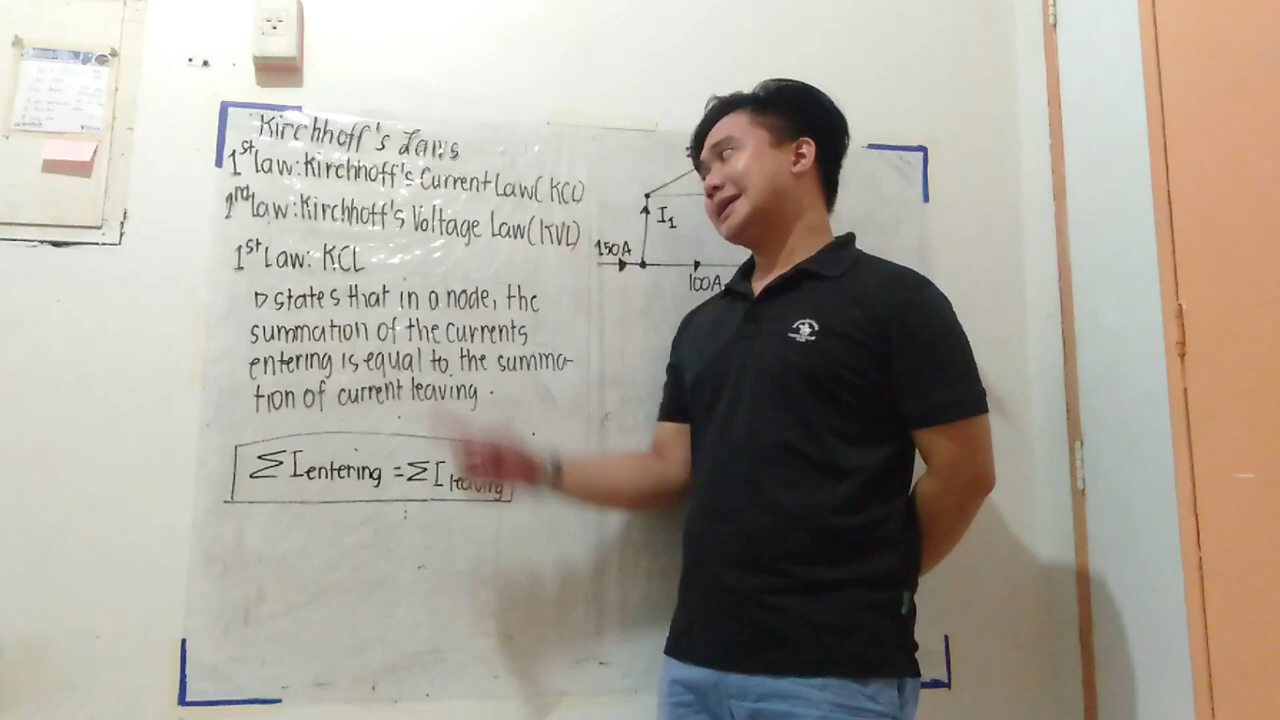 Kirchhoff's Laws
1st Law: Kirchhoff's Current Law (KCL)
2nd Law: Kirchhoff's Voltage Law (KVL)
1st Law: KCL
▷ states that in a node, the
summation of the currents
entering is equal to the summa-
tion of current leaving.
∑ I entering = ∑ I leaving
I1
150A
100A